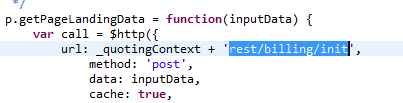 */
p.getPageLandingData = function(inputData) {
var call = $http({
url: _quotingContext + 'rest/billing/init',
method: 'post',
data: inputData,
cache: true,